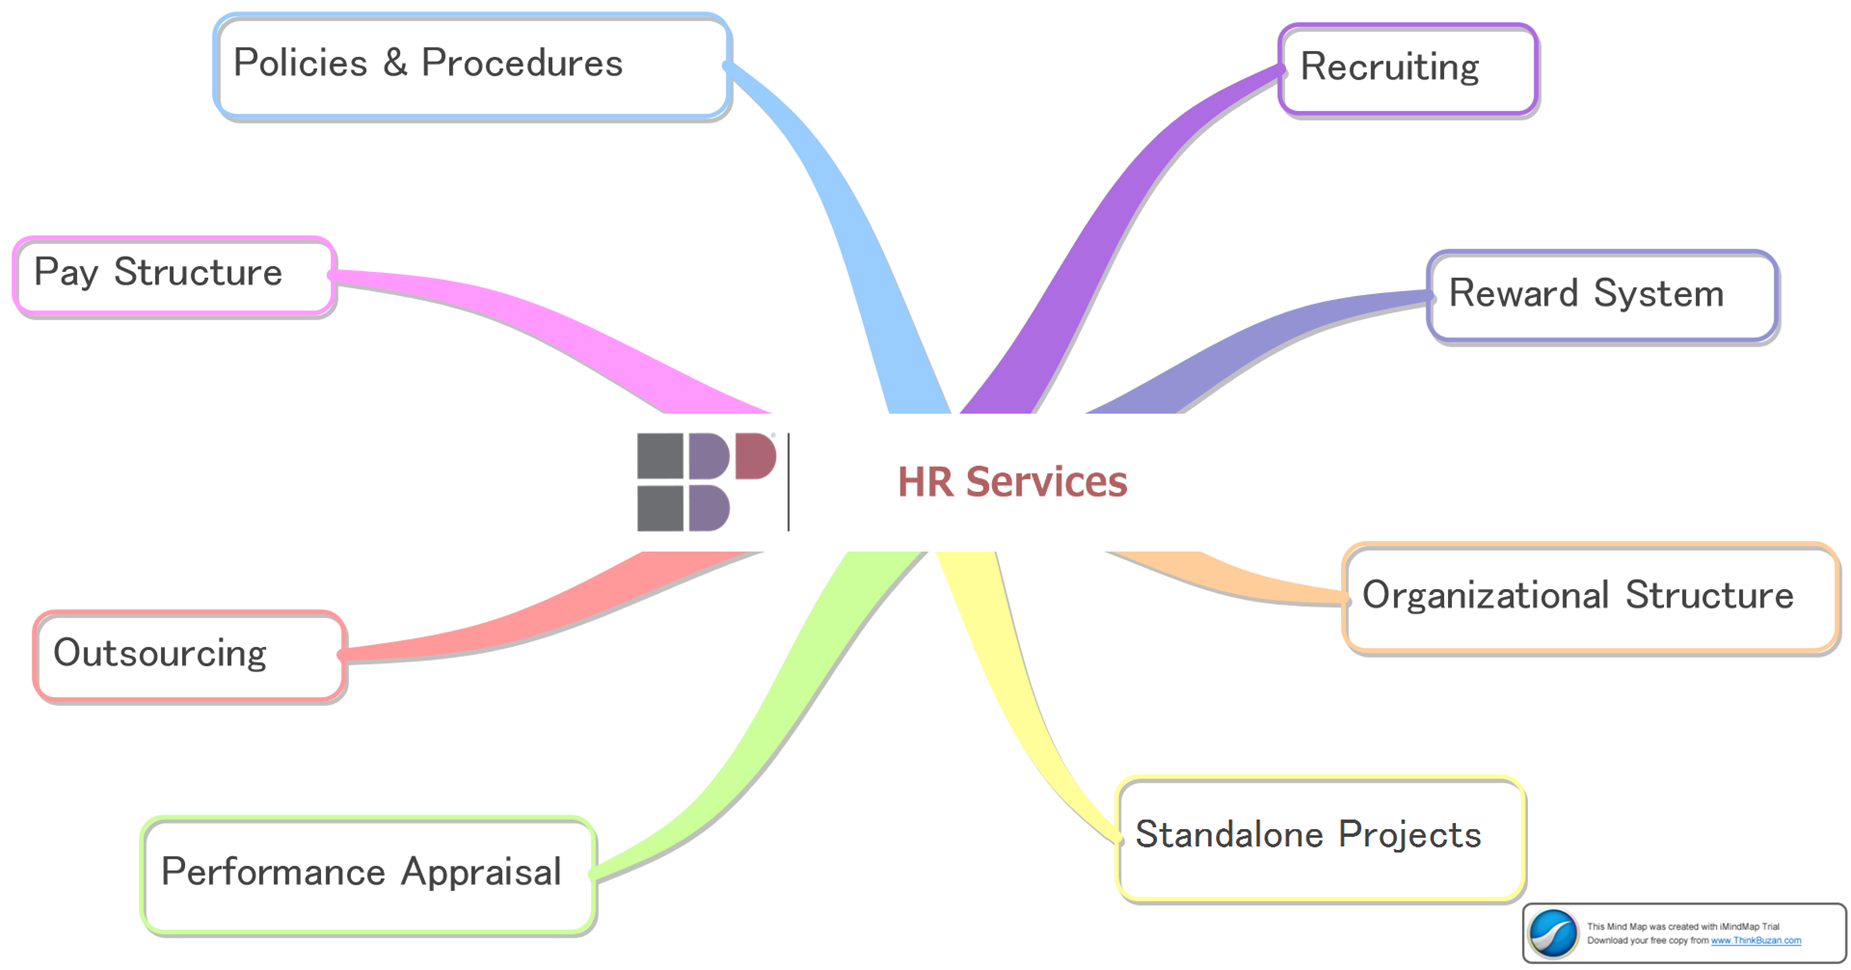 Policies & Procedures
Recruiting
Pay Structure
Reward System
HR Services
Organizational Structure
Outsourcing
Standalone Projects
Performance Appraisal
This Mind Map was created with iMindMap Trial
Download your free copy from www.ThinkBuzan.com